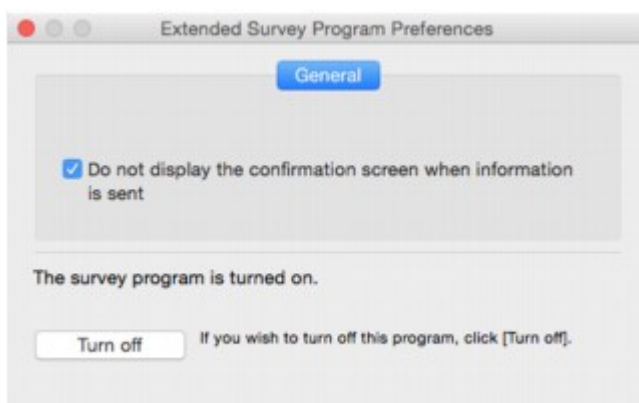 Extended Survey Program Preferences
General
Do not display the confirmation screen when information
is sent
The survey program is turned on.
Turn off
If you wish to turn off this program, click [Turn off].